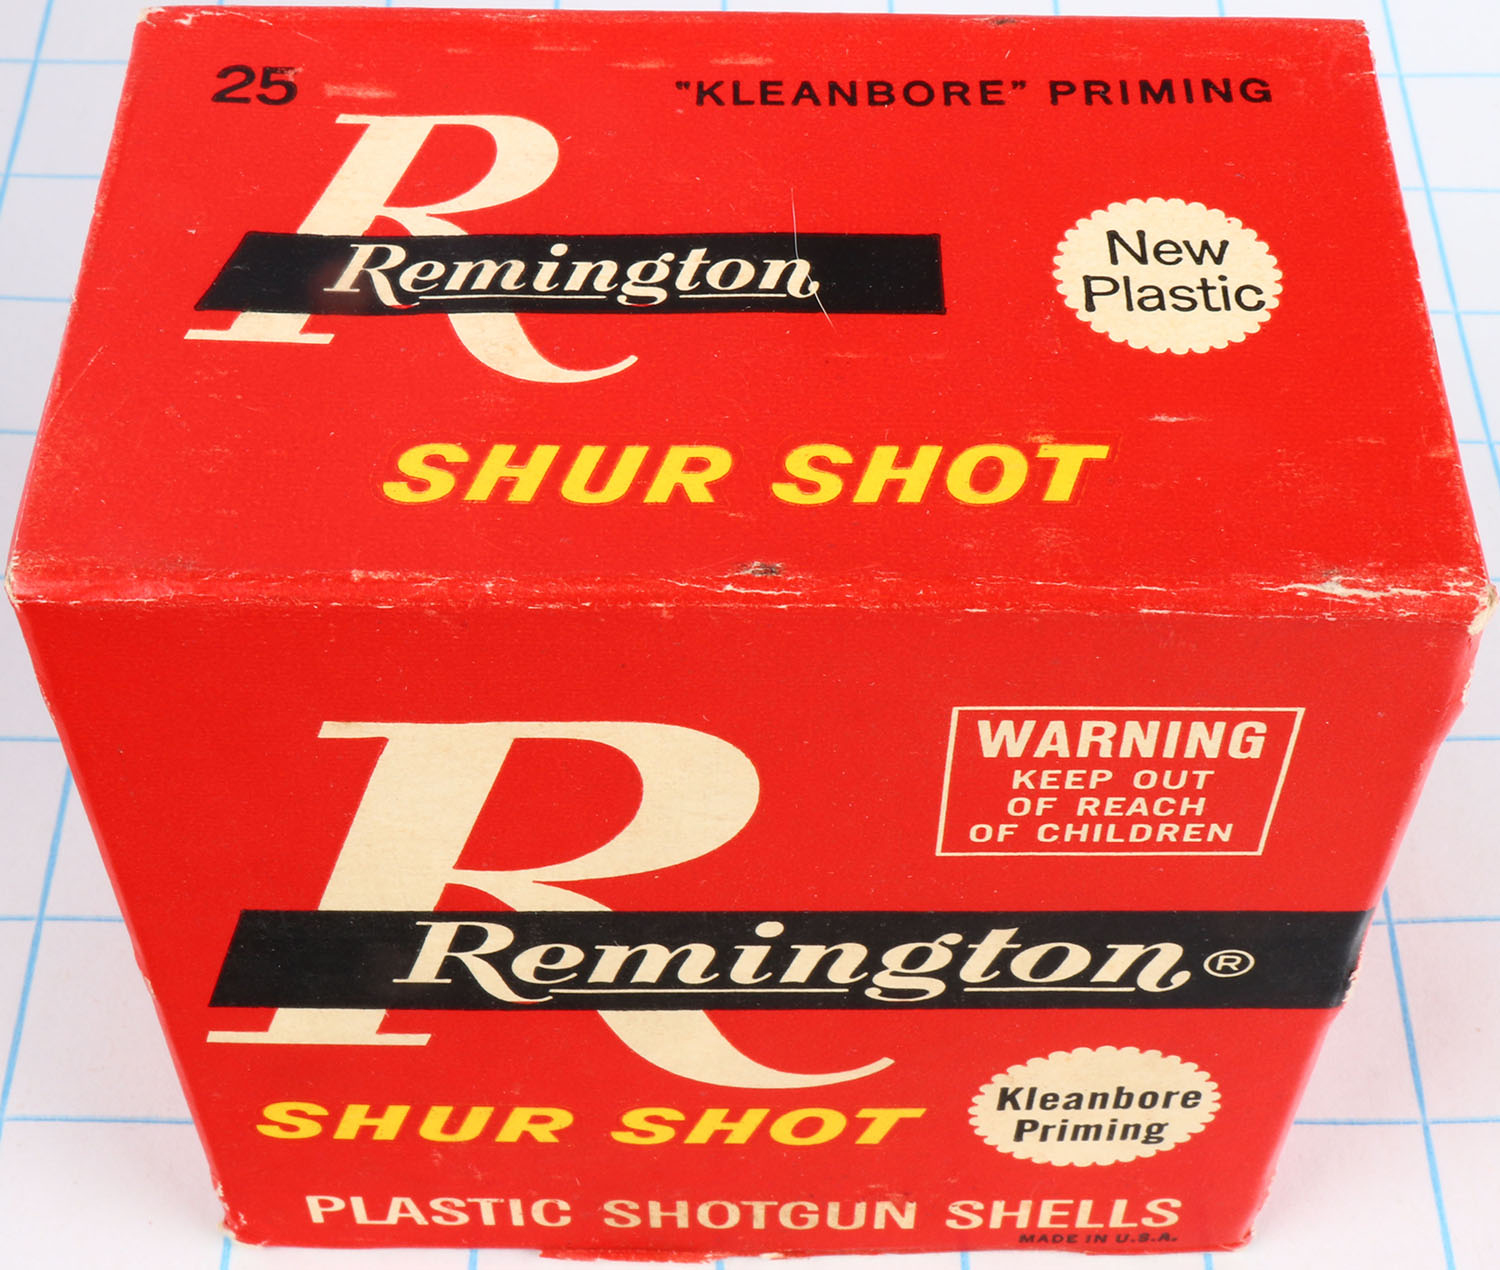 25 "KLEANBORE" PRIMING
R
Remington
New
Plastic
SHUR SHOT
WARNING
KEEP OUT
OF REACH
OF CHILDREN
R
Remington®
SHUR SHOT
Kleanbore
Priming
PLASTIC SHOTGUN SHELLS
MADE IN U.S.A.